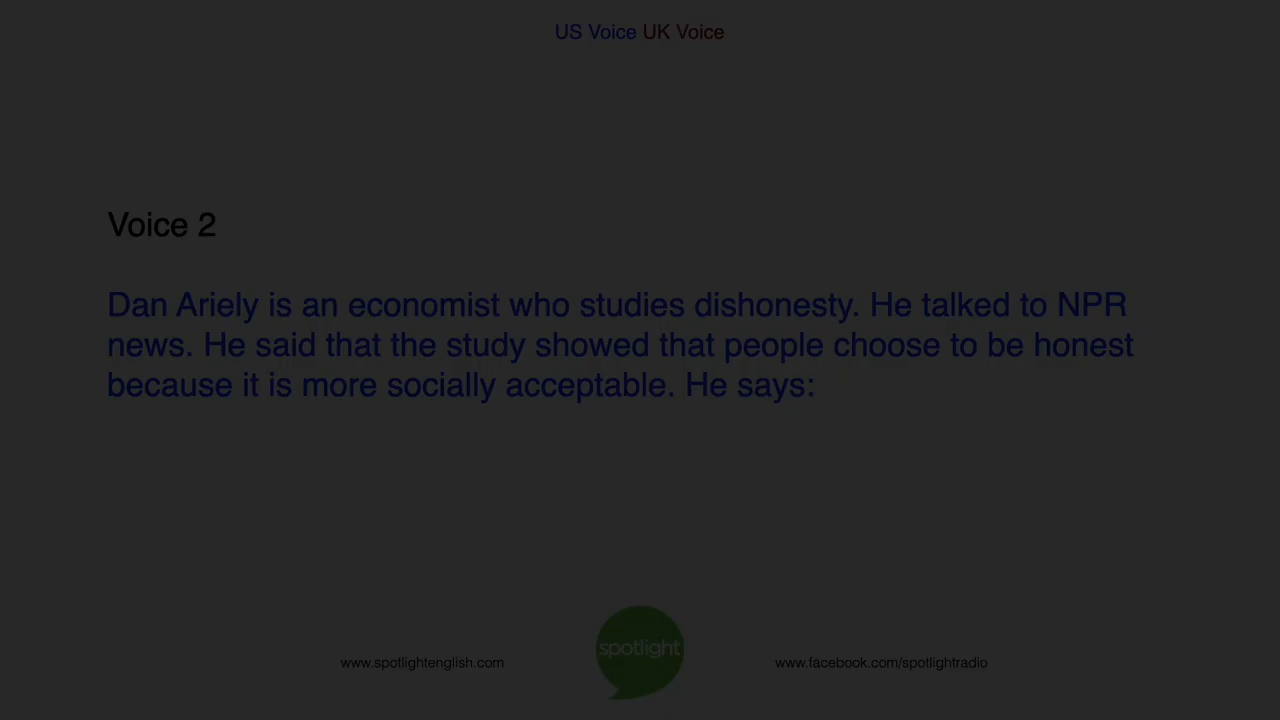 US Voice UK Voice
Voice 2
Dan Ariely is an economist who studies dishonesty. He talked to NPR
news. He said that the study showed that people choose to be honest
because it is more socially acceptable. He says:
spotlight
www.spotlightenglish.com
www.facebook.com/spotlightradio